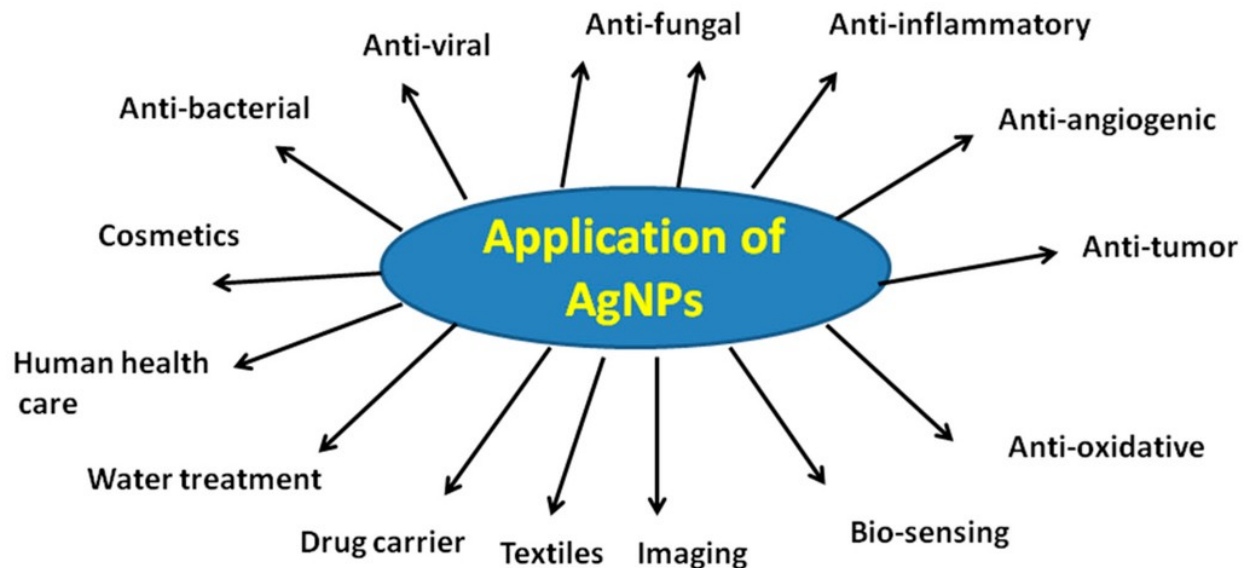 Anti-fungal
Anti-inflammatory
Anti-viral
Anti-bacterial
Anti-angiogenic
Cosmetics
Application of
AgNPs
Anti-tumor
Human health
care
Water treatment
Anti-oxidative
Drug carrier
Textiles
Imaging
Bio-sensing